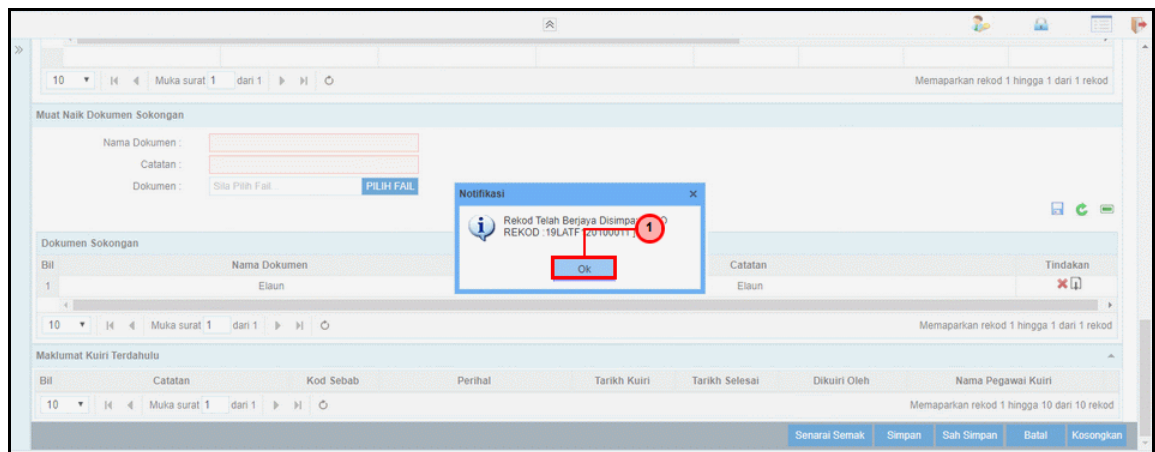 10 Muka surat 1 dari 1 Memaparkan rekod 1 hingga 1 dari 1 rekod
Muat Naik Dokumen Sokongan
Nama Dokumen :
Catatan :
Dokumen : Sila Pilih Fail... PILIH FAIL
Notifikasi
Rekod Telah Berjaya
REKOD :19LATF
1
Ok
Dokumen Sokongan
Bil Nama Dokumen Catatan Tindakan
1 Elaun Elaun
10 Muka surat 1 dari 1 Memaparkan rekod 1 hingga 1 dari 1 rekod
Maklumat Kuiri Terdahulu
Bil Catatan Kod Sebab Perihal Tarikh Kuiri Tarikh Selesai Dikuiri Oleh Nama Pegawai Kuiri
10 Muka surat 1 dari 1 Memaparkan rekod 1 hingga 10 dari 10 rekod
Senarai Semak Simpan Sah Simpan Batal Kosongkan